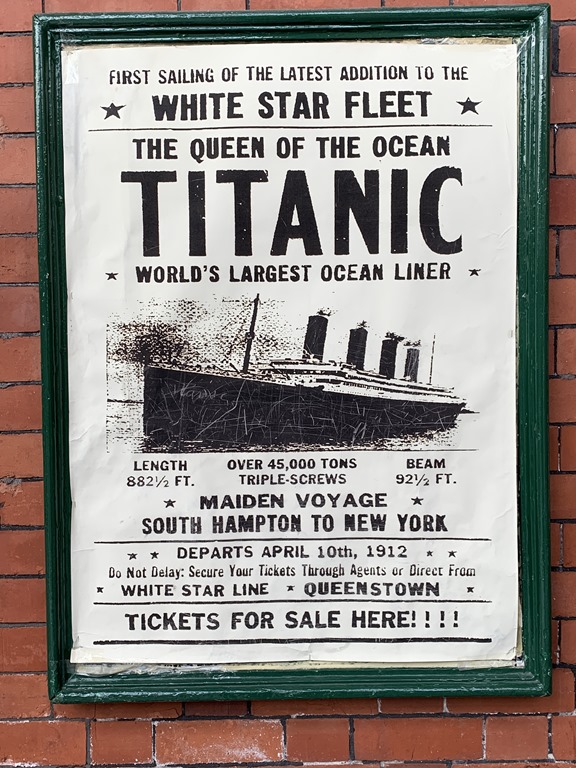 FIRST SAILING OF THE LATEST ADDITION TO THE
★ WHITE STAR FLEET ★
THE QUEEN OF THE OCEAN
TITANIC
★ WORLD'S LARGEST OCEAN LINER ★
LENGTH OVER 45,000 TONS BEAM
882½ FT. TRIPLE-SCREWS 92½ FT.
★ MAIDEN VOYAGE ★
SOUTH HAMPTON TO NEW YORK
★ ★ DEPARTS APRIL 10th, 1912 ★ ★
Do Not Delay: Secure Your Tickets Through Agents or Direct From
★ WHITE STAR LINE ★ QUEENSTOWN ★
TICKETS FOR SALE HERE!!!!